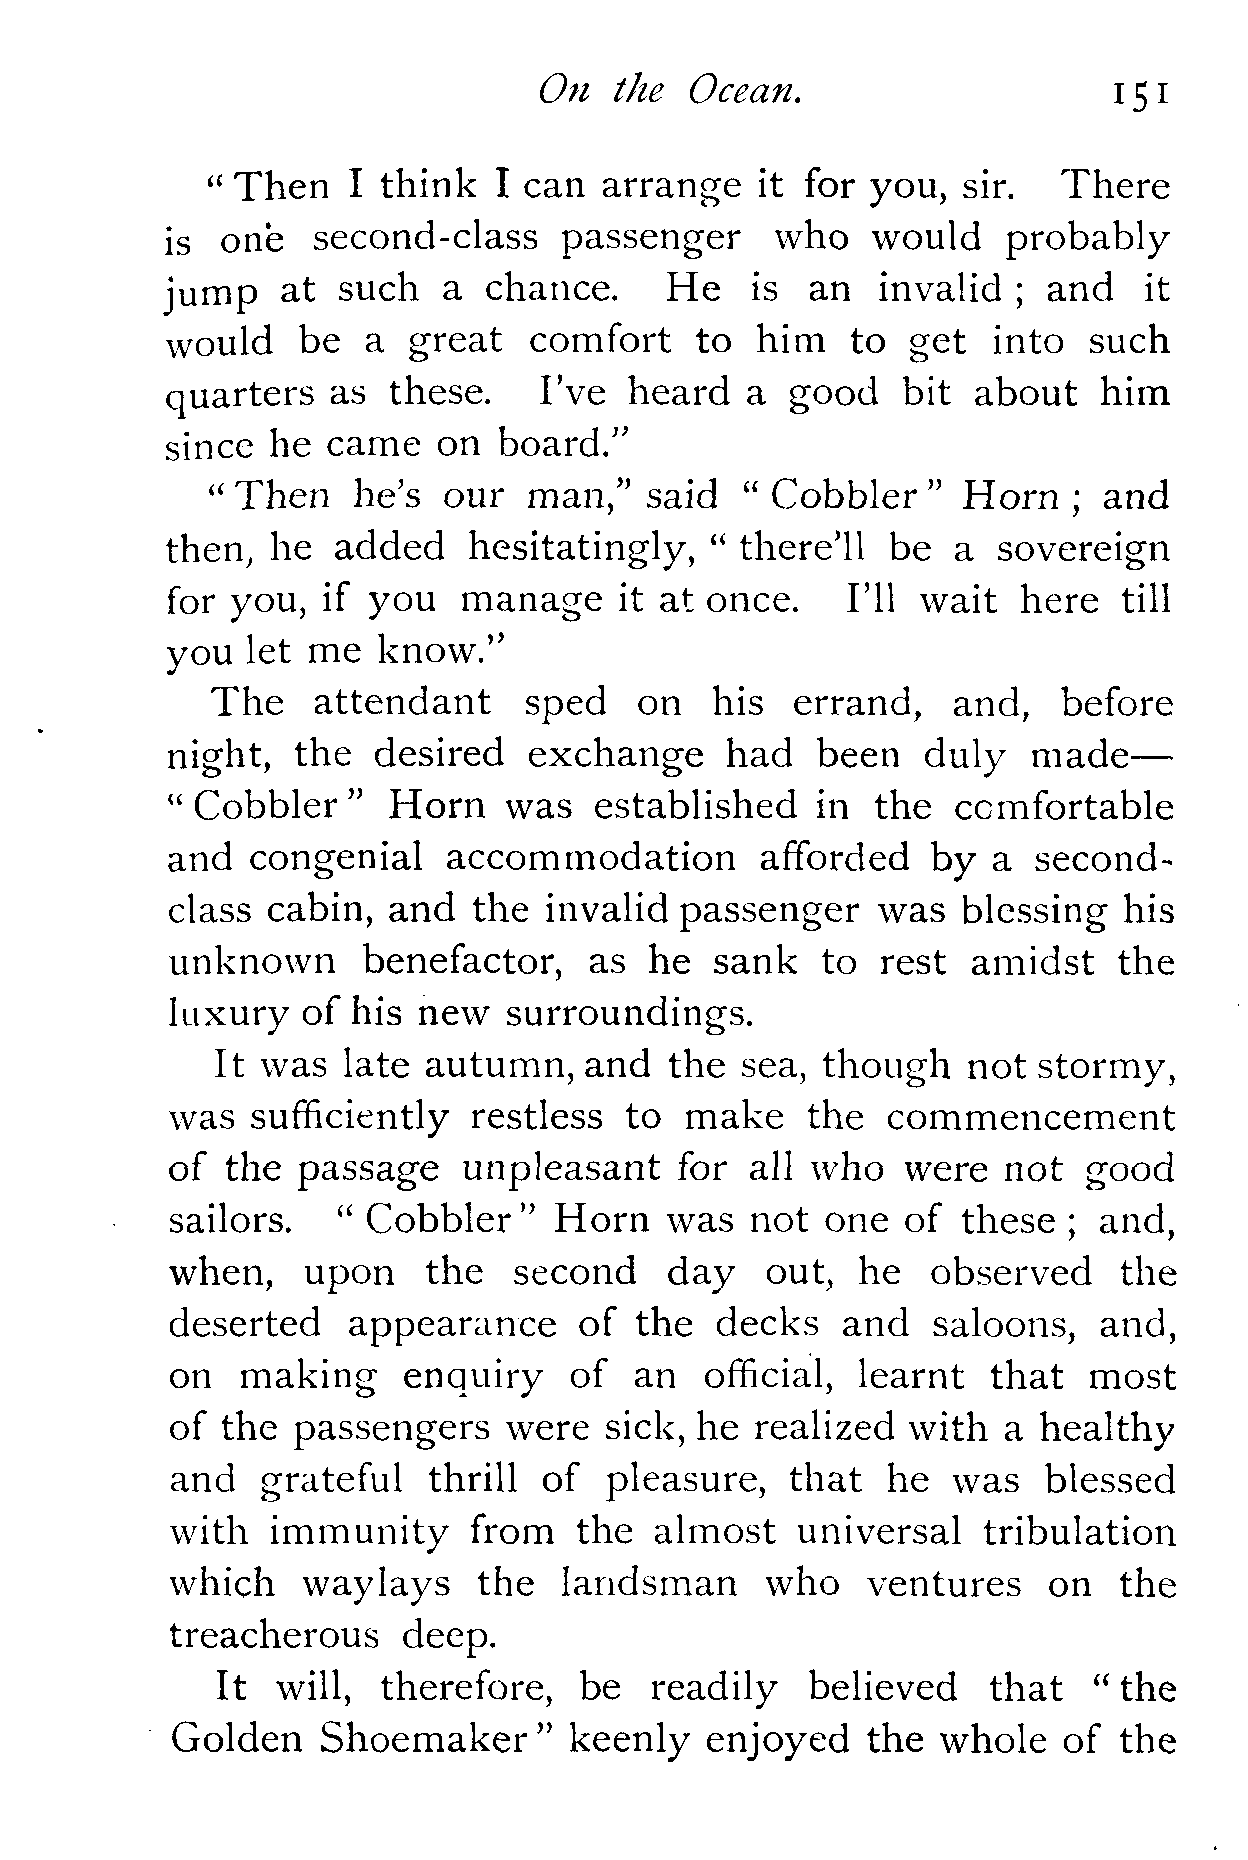 On the Ocean. 151
“ Then I think I can arrange it for you, sir. There
is one second-class passenger who would probably
jump at such a chance. He is an invalid ; and it
would be a great comfort to him to get into such
quarters as these. I’ve heard a good bit about him
since he came on board.”
“ Then he’s our man,” said “ Cobbler ” Horn ; and
then, he added hesitatingly, “ there’ll be a sovereign
for you, if you manage it at once. I’ll wait here till
you let me know.”
The attendant sped on his errand, and, before
night, the desired exchange had been duly made—
“ Cobbler ” Horn was established in the comfortable
and congenial accommodation afforded by a second-
class cabin, and the invalid passenger was blessing his
unknown benefactor, as he sank to rest amidst the
luxury of his new surroundings.
It was late autumn, and the sea, though not stormy,
was sufficiently restless to make the commencement
of the passage unpleasant for all who were not good
sailors. “ Cobbler ” Horn was not one of these ; and,
when, upon the second day out, he observed the
deserted appearance of the decks and saloons, and,
on making enquiry of an official, learnt that most
of the passengers were sick, he realized with a healthy
and grateful thrill of pleasure, that he was blessed
with immunity from the almost universal tribulation
which waylays the landsman who ventures on the
treacherous deep.
It will, therefore, be readily believed that “ the
Golden Shoemaker ” keenly enjoyed the whole of the